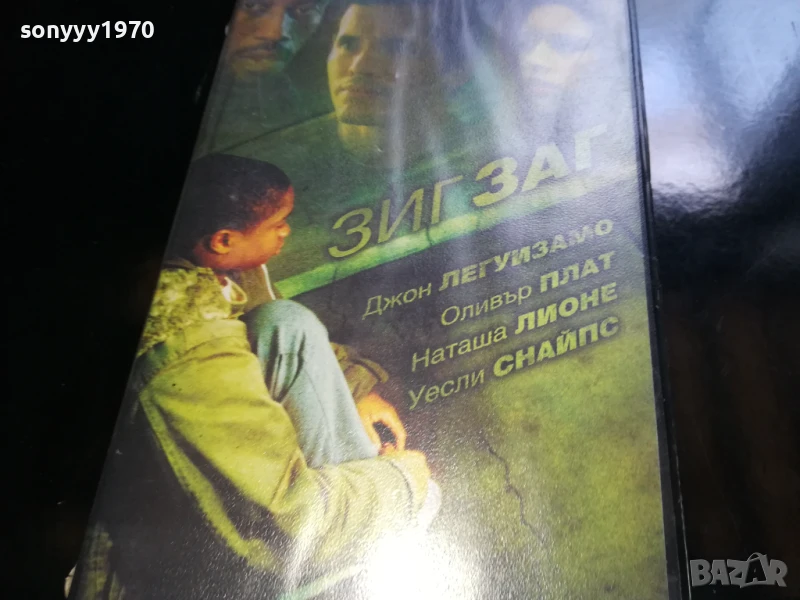 sonyyy1970
ЗИГЗАГ
Джон ЛЕГУИЗАМО
Оливър ПЛАТ
Наташа ЛИОНЕ
Уесли СНАЙПС
BAZAR